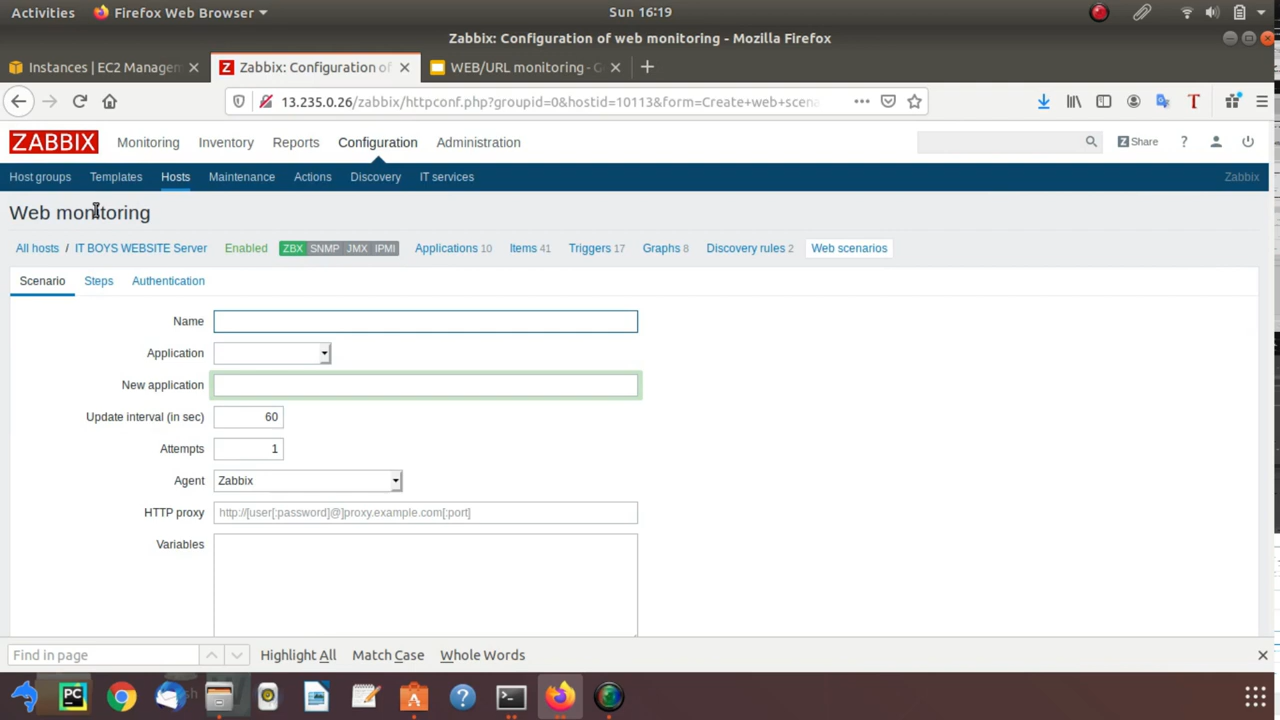 Activities Firefox Web Browser Sun 16:19
Zabbix: Configuration of web monitoring - Mozilla Firefox
Instances | EC2 Managem Zabbix: Configuration of WEB/URL monitoring - G
13.235.0.26/zabbix/httpconf.php?groupid=0&hostid=10113&form=Create+web+scena
ZABBIX Monitoring Inventory Reports Configuration Administration Z Share ?
Host groups Templates Hosts Maintenance Actions Discovery IT services Zabbix
Web monitoring
All hosts / IT BOYS WEBSITE Server Enabled ZBX SNMP JMX IPMI Applications 10 Items 41 Triggers 17 Graphs 8 Discovery rules 2 Web scenarios
Scenario Steps Authentication
Name
Application
New application
Update interval (in sec) 60
Attempts 1
Agent Zabbix
HTTP proxy http://[user[:password]@]proxy.example.com[:port]
Variables
Find in page Highlight All Match Case Whole Words